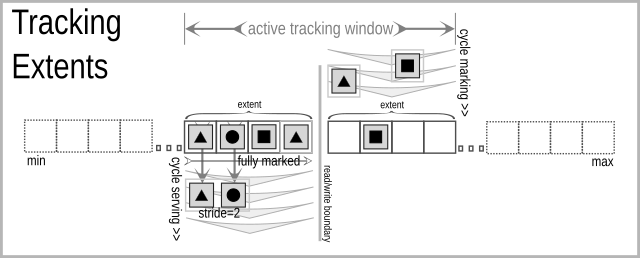 Tracking
Extents
active tracking window
cycle marking >>
extent
extent
min
fully marked
max
cycle serving >>
read/write boundary
stride=2